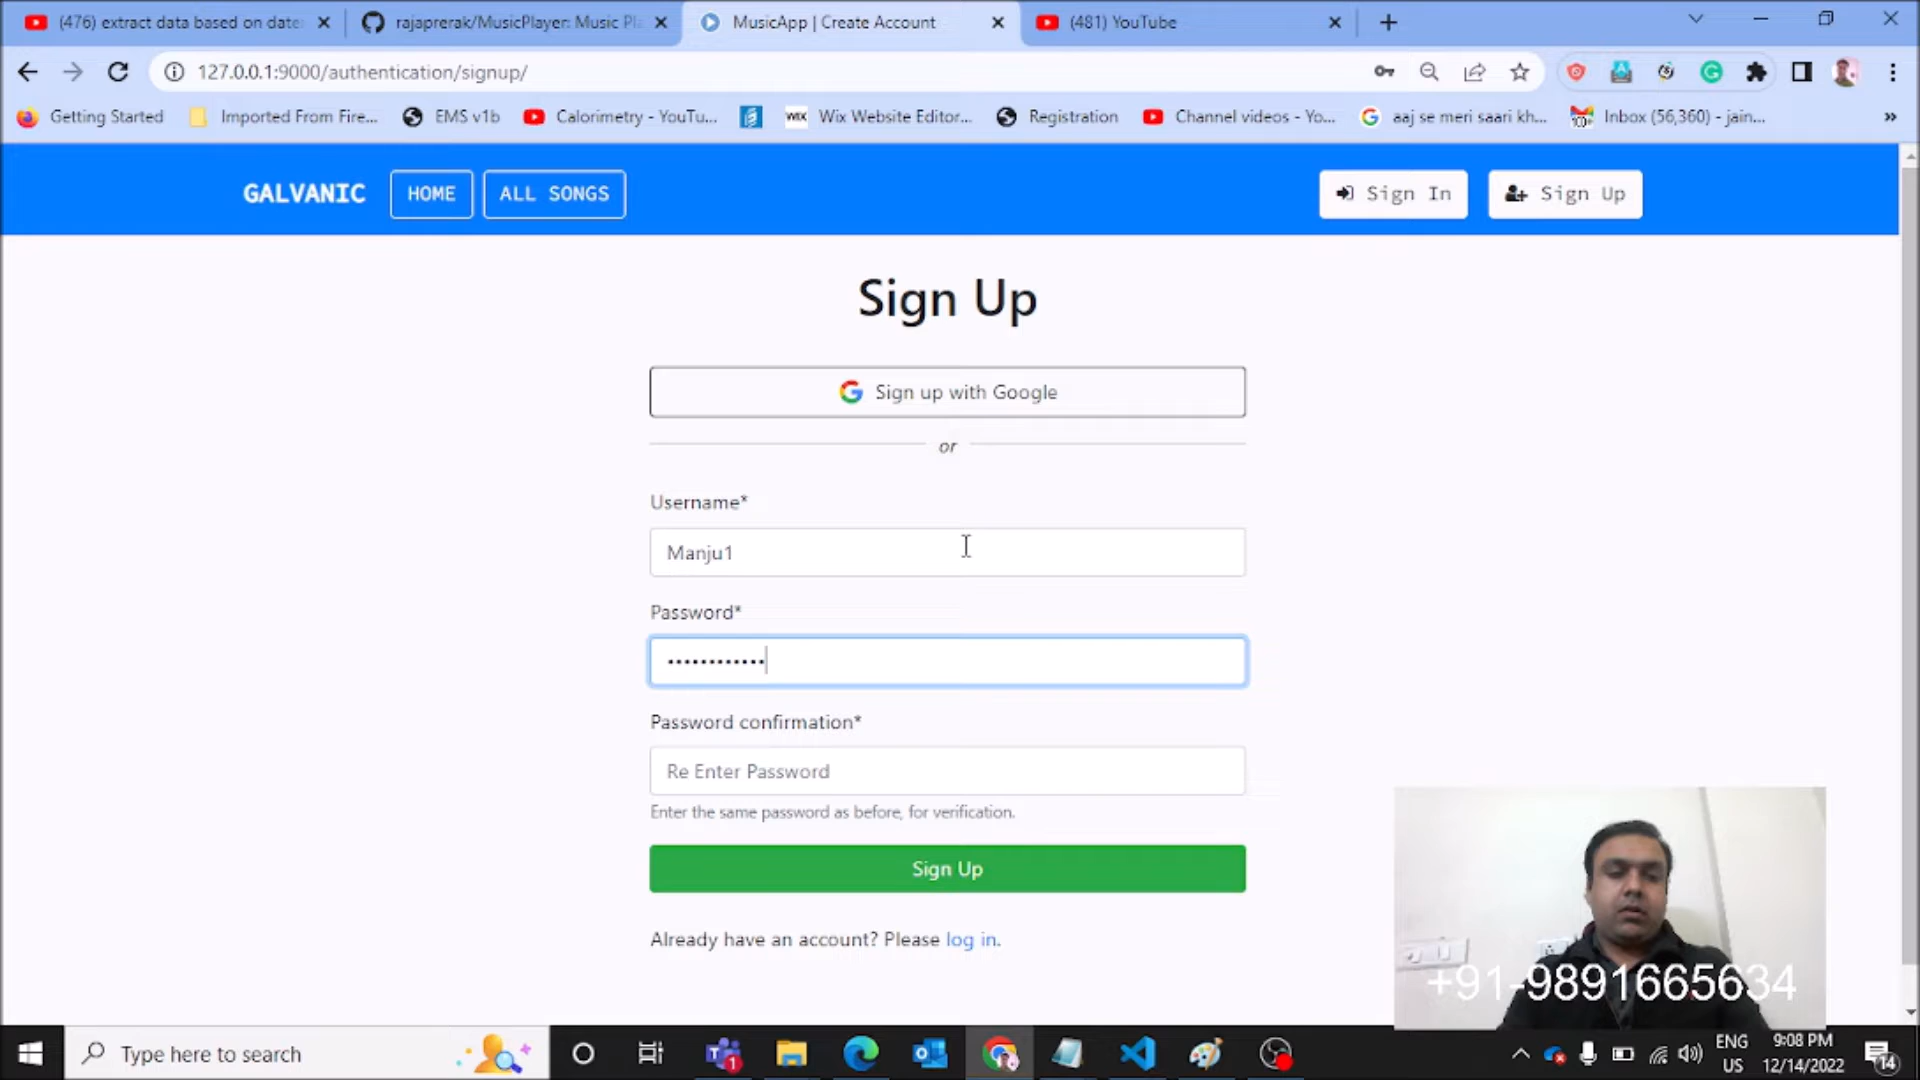 (476) extract data based on date
rajaprerak/MusicPlayer: Music Pla
MusicApp | Create Account
(481) YouTube
127.0.0.1:9000/authentication/signup/
Getting Started
Imported From Fire...
EMS v1b
Calorimetry - YouTu...
WIX
Wix Website Editor...
Registration
Channel videos - Yo...
aaj se meri saari kh...
Inbox (56,360) - jain...
»
GALVANIC
HOME
ALL SONGS
Sign In
Sign Up
Sign Up
Sign up with Google
or
Username*
Manju1
Password*
Password confirmation*
Re Enter Password
Enter the same password as before, for verification.
Sign Up
Already have an account? Please log in.
+91-9891665634
Type here to search
1
ENG
US
9:08 PM
12/14/2022
14